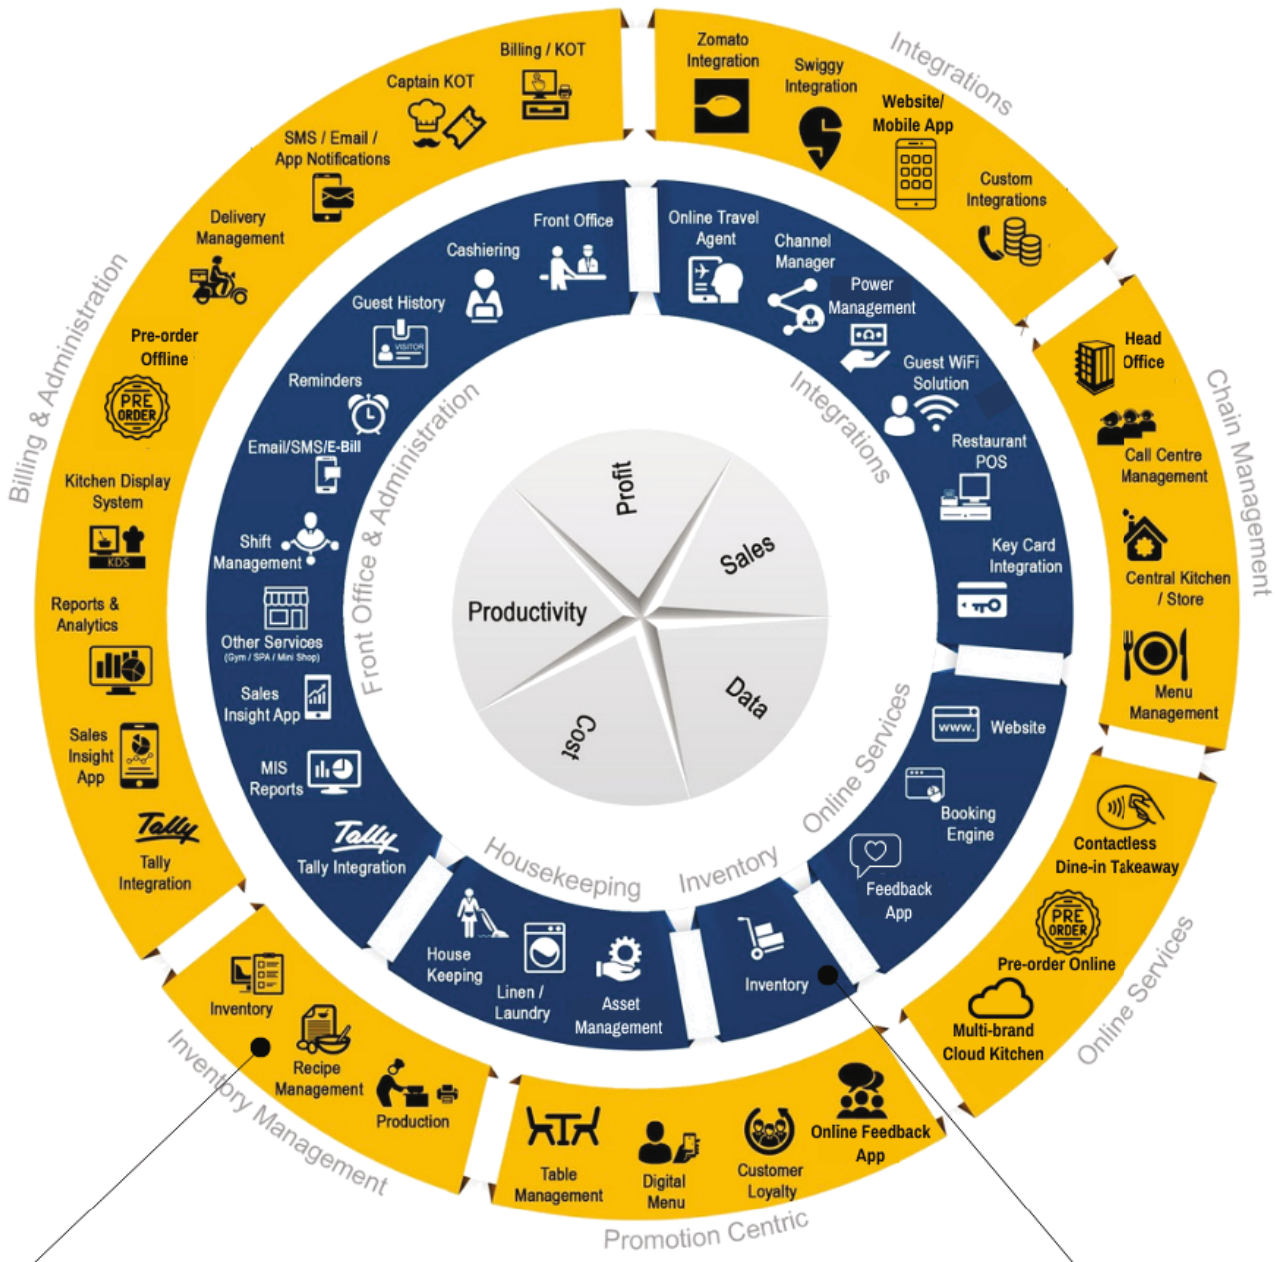 Integrations
Zomato
Integration
Swiggy
Integration
Website/
Mobile App
Custom
Integrations
Chain Management
Head
Office
Call Centre
Management
Central Kitchen
/ Store
Menu
Management
Online Services
Contactless
Dine-in Takeaway
PRE
ORDER
Pre-order Online
Multi-brand
Cloud Kitchen
Promotion Centric
Online Feedback
App
Customer
Loyalty
Digital
Menu
Table
Management
Inventory Management
Inventory
Recipe
Management
Production
Billing & Administration
Billing / KOT
Captain KOT
SMS / Email /
App Notifications
Delivery
Management
Pre-order
Offline
PRE
ORDER
Kitchen Display
System
KDS
Reports &
Analytics
Sales
Insight
App
Tally
Tally
Integration
Integrations
Online Travel
Agent
Channel
Manager
Power
Management
Guest WiFi
Solution
Restaurant
POS
Key Card
Integration
Online Services
www.
Website
Booking
Engine
Feedback
App
Inventory
Inventory
Housekeeping
House
Keeping
Linen /
Laundry
Asset
Management
Front Office & Administration
Front Office
Cashiering
Guest History
VISITOR
Reminders
Email/SMS/E-Bill
Shift
Management
Other Services
(Gym / SPA / Mini Shop)
Sales
Insight App
MIS
Reports
Tally
Tally Integration
Profit
Sales
Data
Cost
Productivity